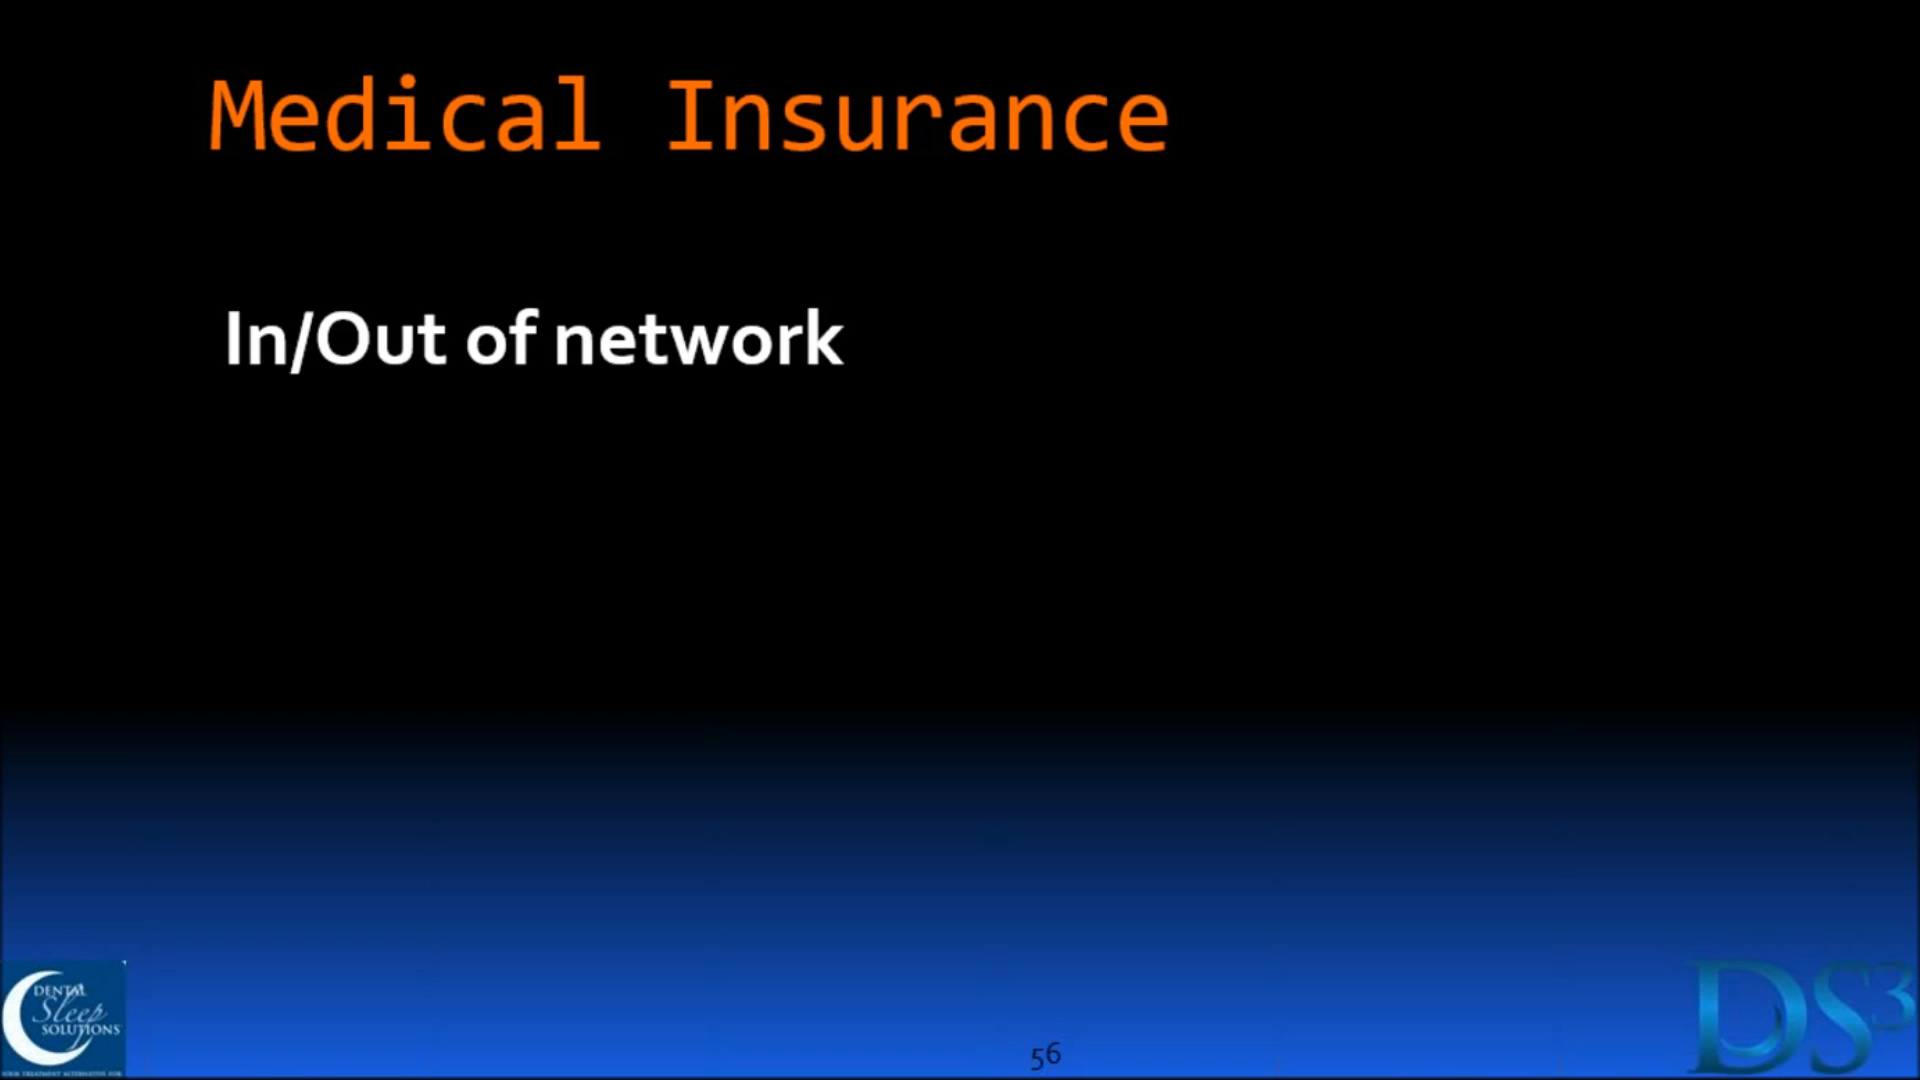 Medical Insurance
In/Out of network
DENTAL
Sleep
SOLUTIONS
56
DS3